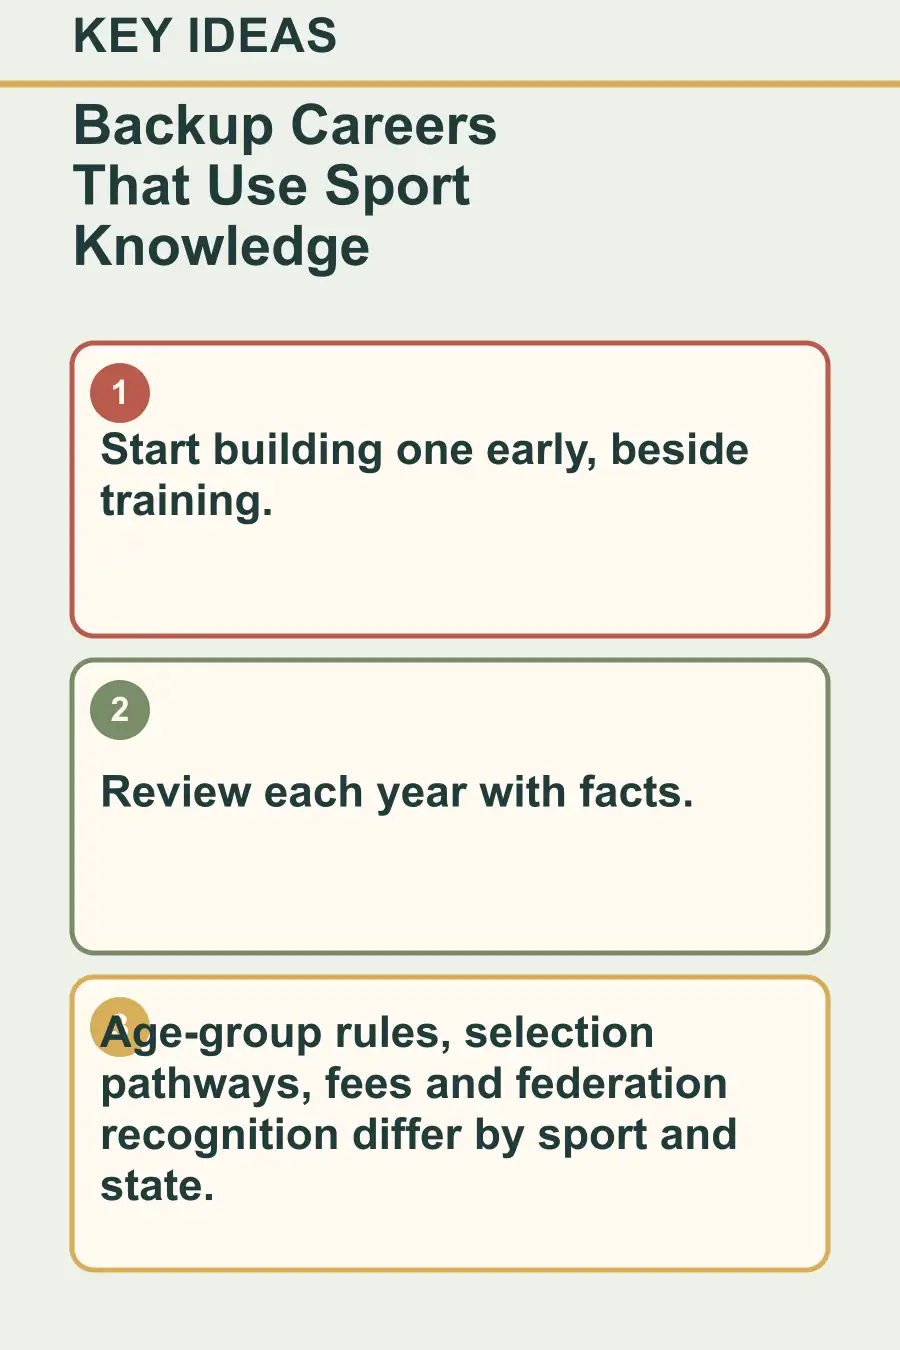 KEY IDEAS
Backup Careers
That Use Sport
Knowledge
1
Start building one early, beside
training.
2
Review each year with facts.
3
Age-group rules, selection
pathways, fees and federation
recognition differ by sport and
state.